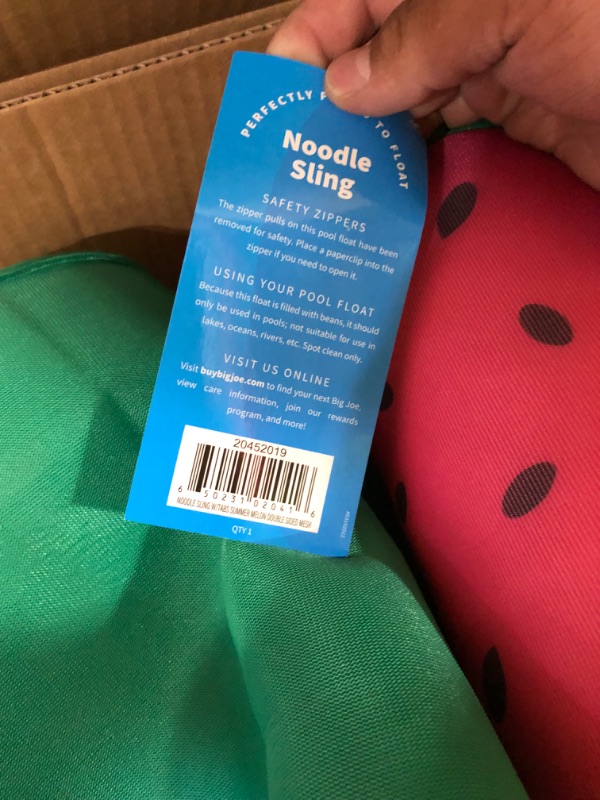 PERFECTLY TO FLOAT
Noodle
Sling
SAFETY ZIPPERS
The zipper pulls on this pool float have been
removed for safety. Place a paperclip into the
zipper if you need to open it.
USING YOUR POOL FLOAT
Because this float is filled with beans, it should
only be used in pools; not suitable for use in
lakes, oceans, rivers, etc. Spot clean only.
VISIT US ONLINE
Visit buybigjoe.com to find your next Big Joe,
view care information, join our rewards
program, and more!
20452019
6 50231 02041 6
NOODLE SLING W/TABS SUMMER MELON DOUBLE SIDED MESH
QTY 1